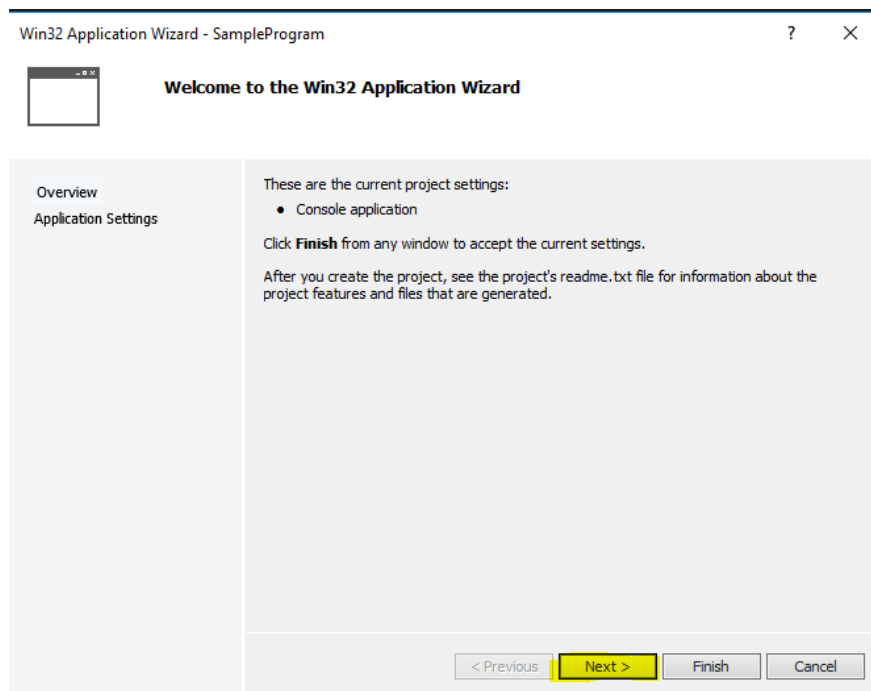 Win32 Application Wizard - SampleProgram
Welcome to the Win32 Application Wizard
Overview
Application Settings
These are the current project settings:
• Console application
Click Finish from any window to accept the current settings.
After you create the project, see the project's readme.txt file for information about the
project features and files that are generated.
< Previous
Next >
Finish
Cancel